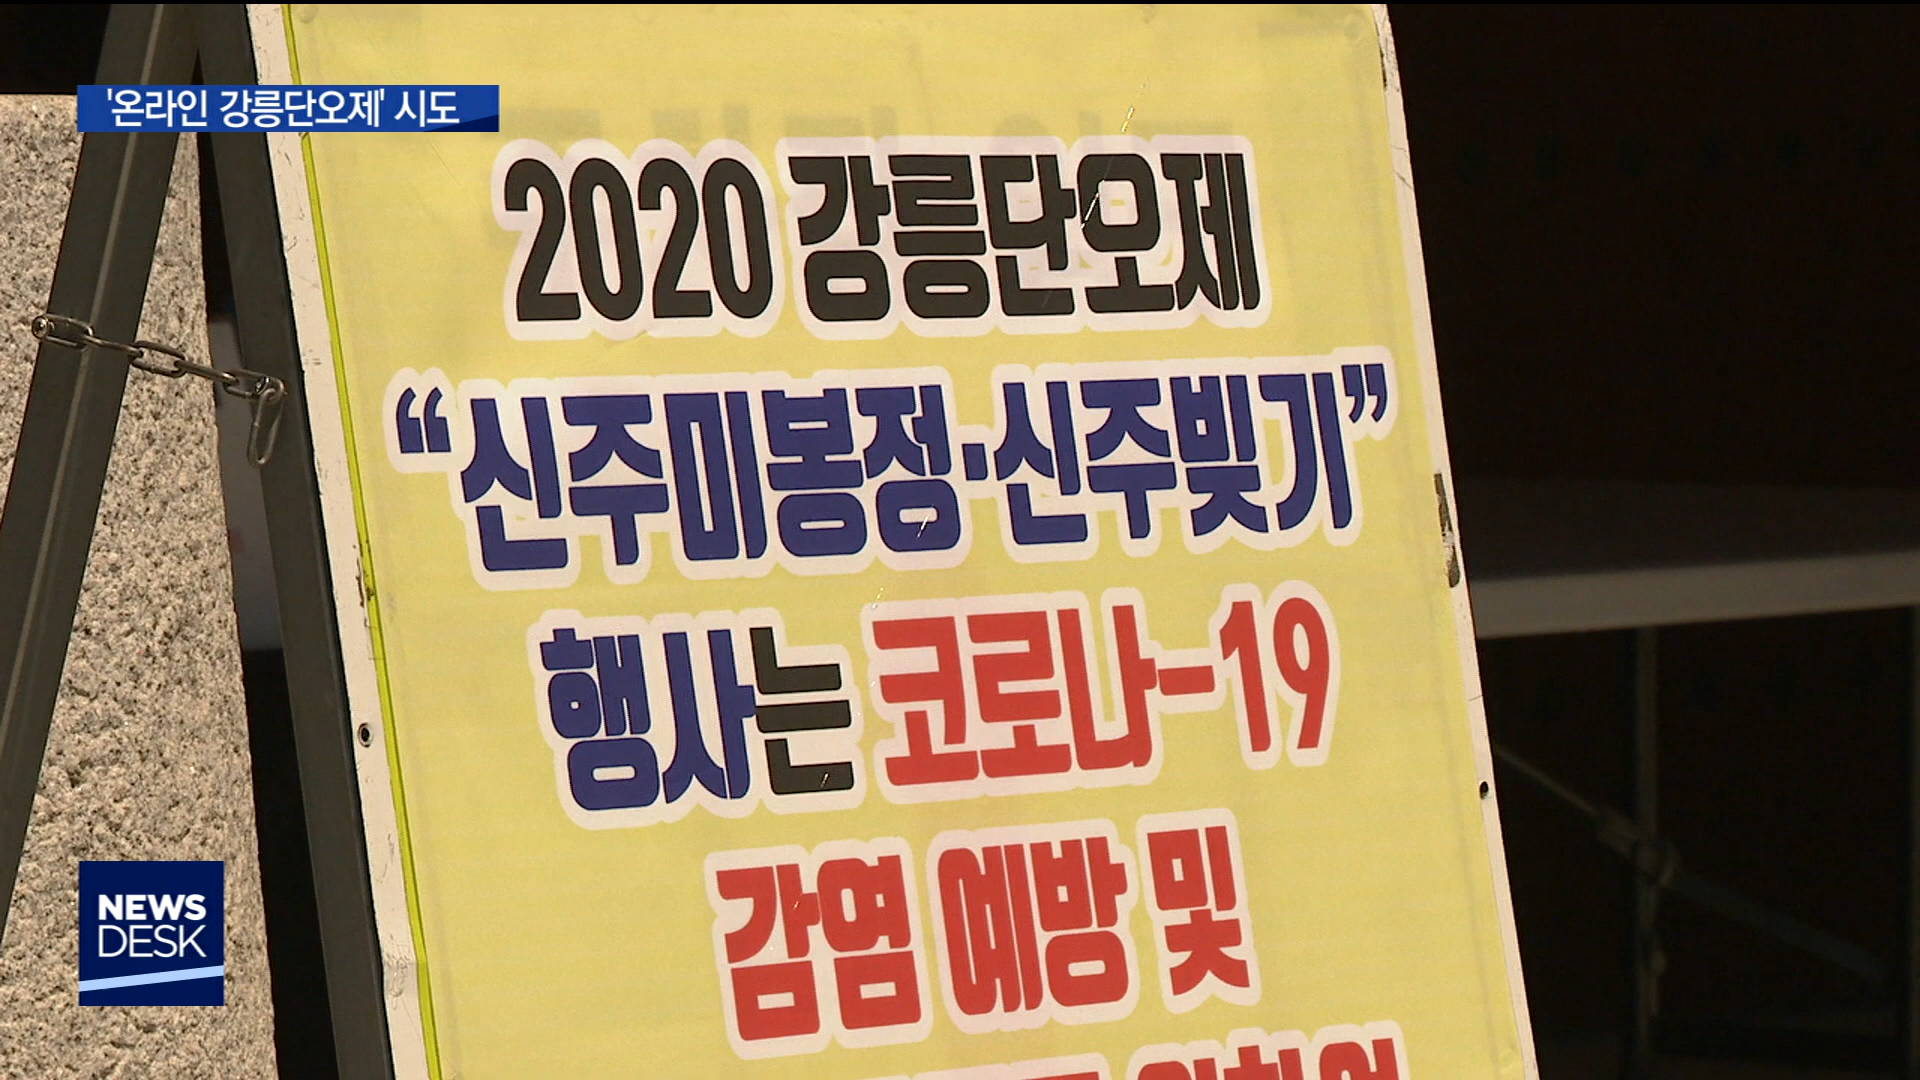 '온라인 강릉단오제' 시도
2020 강릉단오제
“신주미봉정·신주빚기”
행사는 코로나-19
감염 예방 및
NEWS
DESK